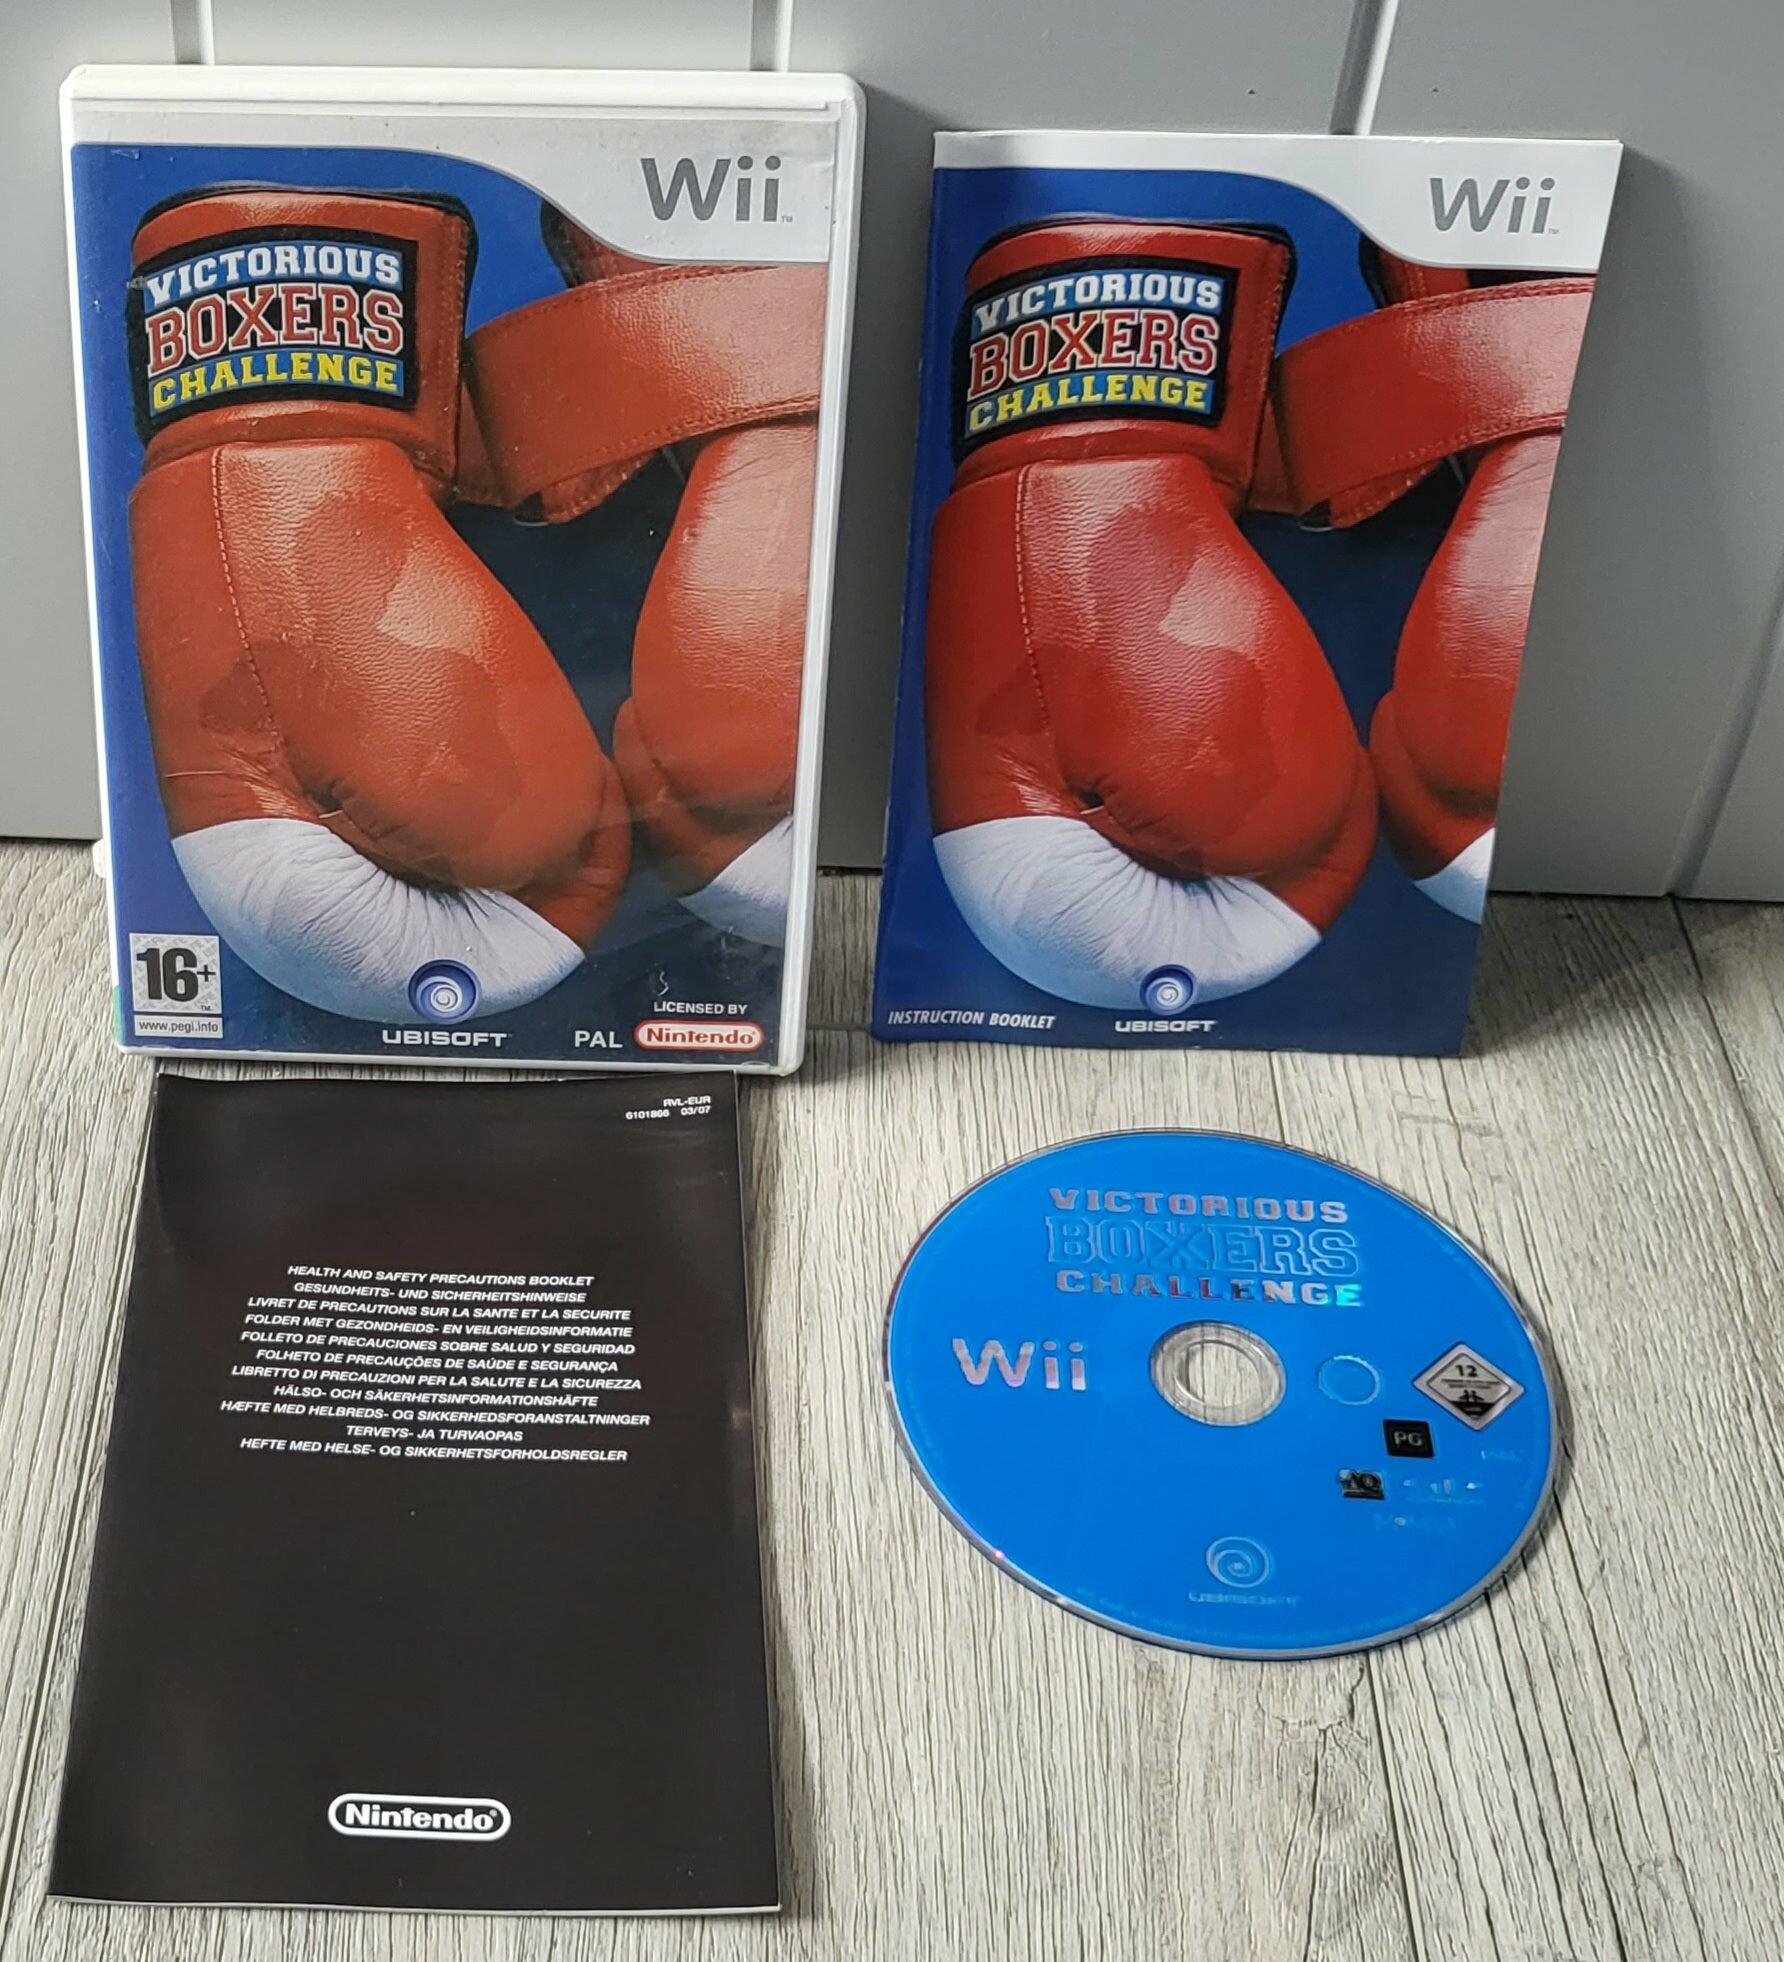 Wii™
VICTORIOUS
BOXERS
CHALLENGE
16+
www.pegi.info
UBISOFT
PAL
LICENSED BY
Nintendo®
Wii™
VICTORIOUS
BOXERS
CHALLENGE
INSTRUCTION BOOKLET
UBISOFT
RVL-EUR
6101866 03/07
HEALTH AND SAFETY PRECAUTIONS BOOKLET
GESUNDHEITS- UND SICHERHEITSHINWEISE
LIVRET DE PRECAUTIONS SUR LA SANTE ET LA SECURITE
FOLDER MET GEZONDHEIDS- EN VEILIGHEIDSINFORMATIE
FOLLETO DE PRECAUCIONES SOBRE SALUD Y SEGURIDAD
FOLHETO DE PRECAUÇÕES DE SAÚDE E SEGURANÇA
LIBRETTO DI PRECAUZIONI PER LA SALUTE E LA SICUREZZA
HÄLSO- OCH SÄKERHETSINFORMATIONSHÄFTE
HÆFTE MED HELBREDS- OG SIKKERHEDSFORANSTALTNINGER
TERVEYS- JA TURVAOPAS
HEFTE MED HELSE- OG SIKKERHETSFORHOLDSREGLER
Nintendo®
VICTORIOUS
BOXERS
CHALLENGE
Wii
12
PG
UBISOFT